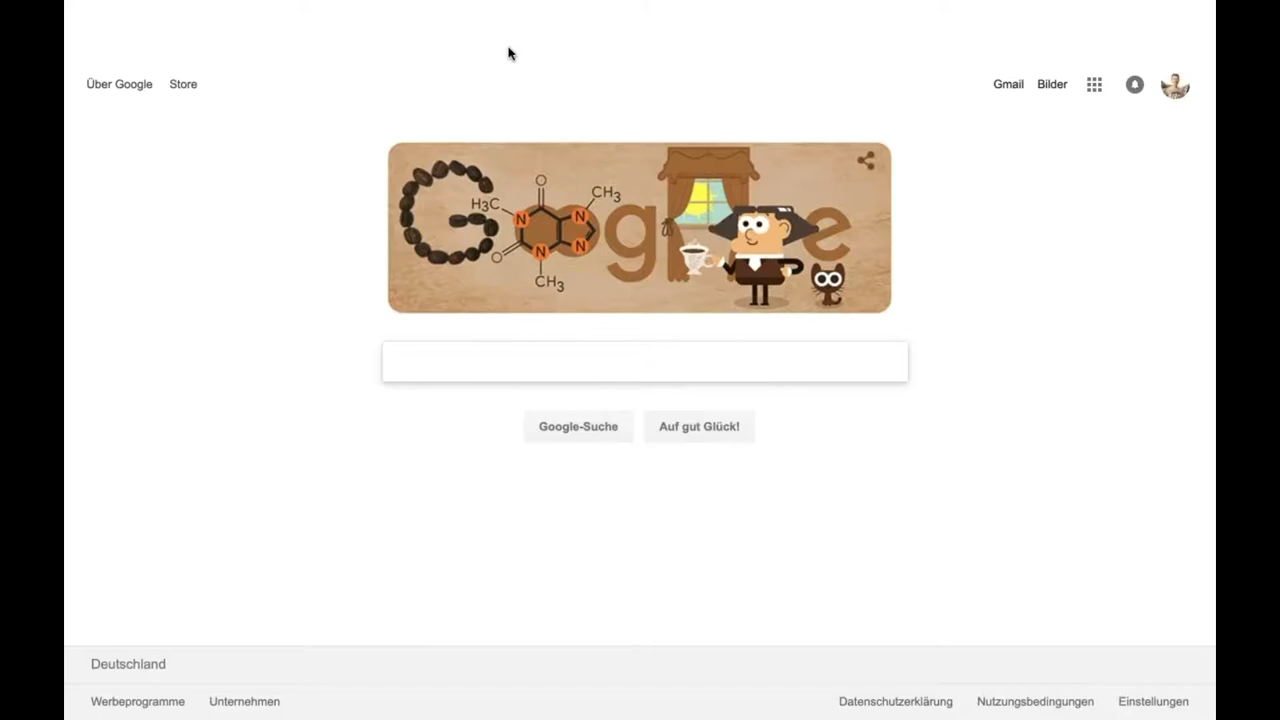 Über Google Store
Gmail Bilder
Google
O
H3C
N
N
CH3
O
N
N
CH3
Google-Suche
Auf gut Glück!
Deutschland
Werbeprogramme Unternehmen
Datenschutzerklärung Nutzungsbedingungen Einstellungen